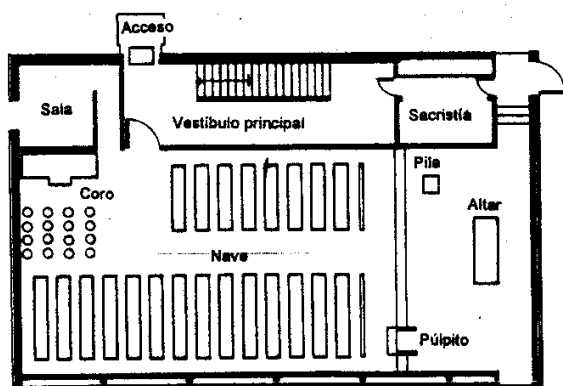 Acceso
Sala
Vestíbulo principal
Sacristía
Pila
Coro
Altar
Nave
Púlpito